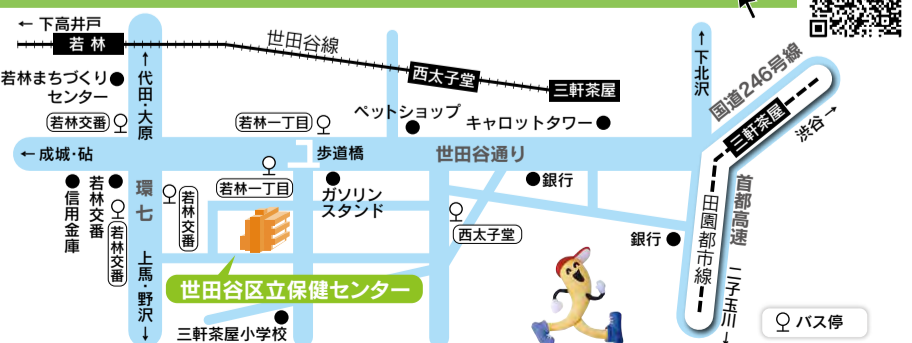 ← 下高井戸
若林
世田谷線
西太子堂
三軒茶屋
若林まちづくり
センター
↑
代田・大原
↑
下北沢
国道246号線
三軒茶屋
渋谷→
若林交番
若林一丁目
ペットショップ
キャロットタワー
← 成城・砧
歩道橋
世田谷通り
信用金庫
若林交番
若林交番
環七
若林交番
若林一丁目
ガソリン
スタンド
銀行
西太子堂
銀行
首都高速
田園都市線
上馬・野沢
↓
世田谷区立保健センター
三軒茶屋小学校
二子玉川
↓
バス停